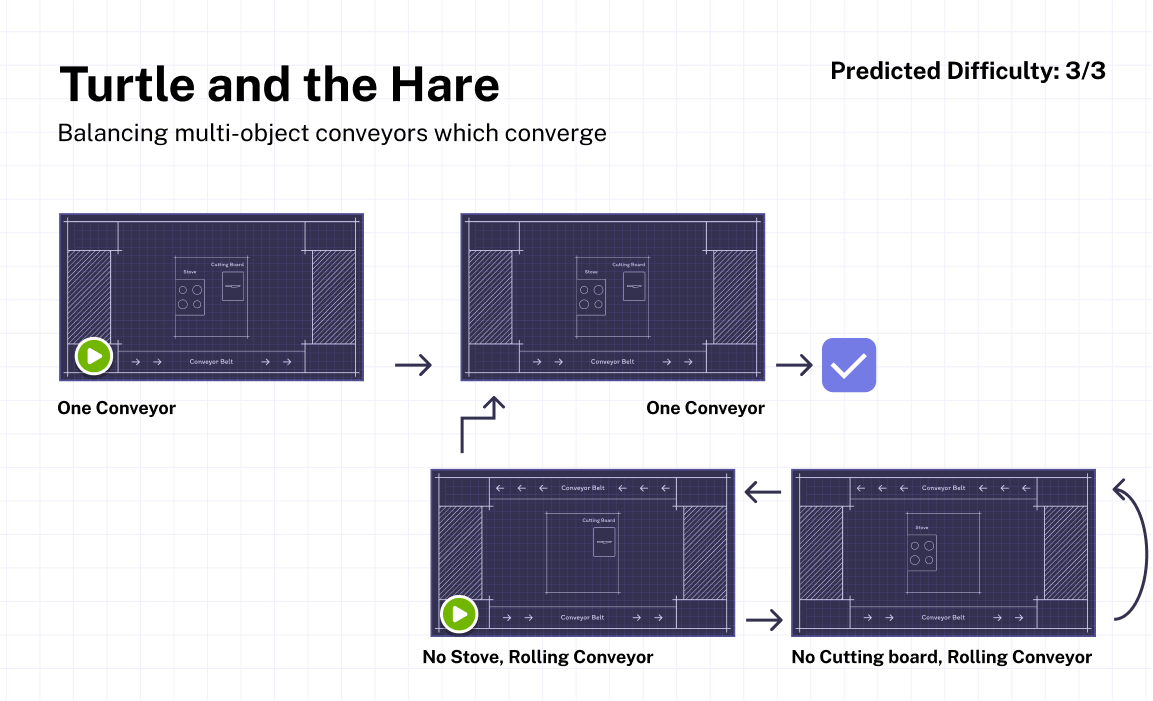 Turtle and the Hare
Predicted Difficulty: 3/3
Balancing multi-object conveyors which converge
Cutting Board
Stove
Conveyor Belt
One Conveyor
Cutting Board
Stove
Conveyor Belt
One Conveyor
Conveyor Belt
Cutting Board
Conveyor Belt
No Stove, Rolling Conveyor
Conveyor Belt
Stove
Conveyor Belt
No Cutting board, Rolling Conveyor